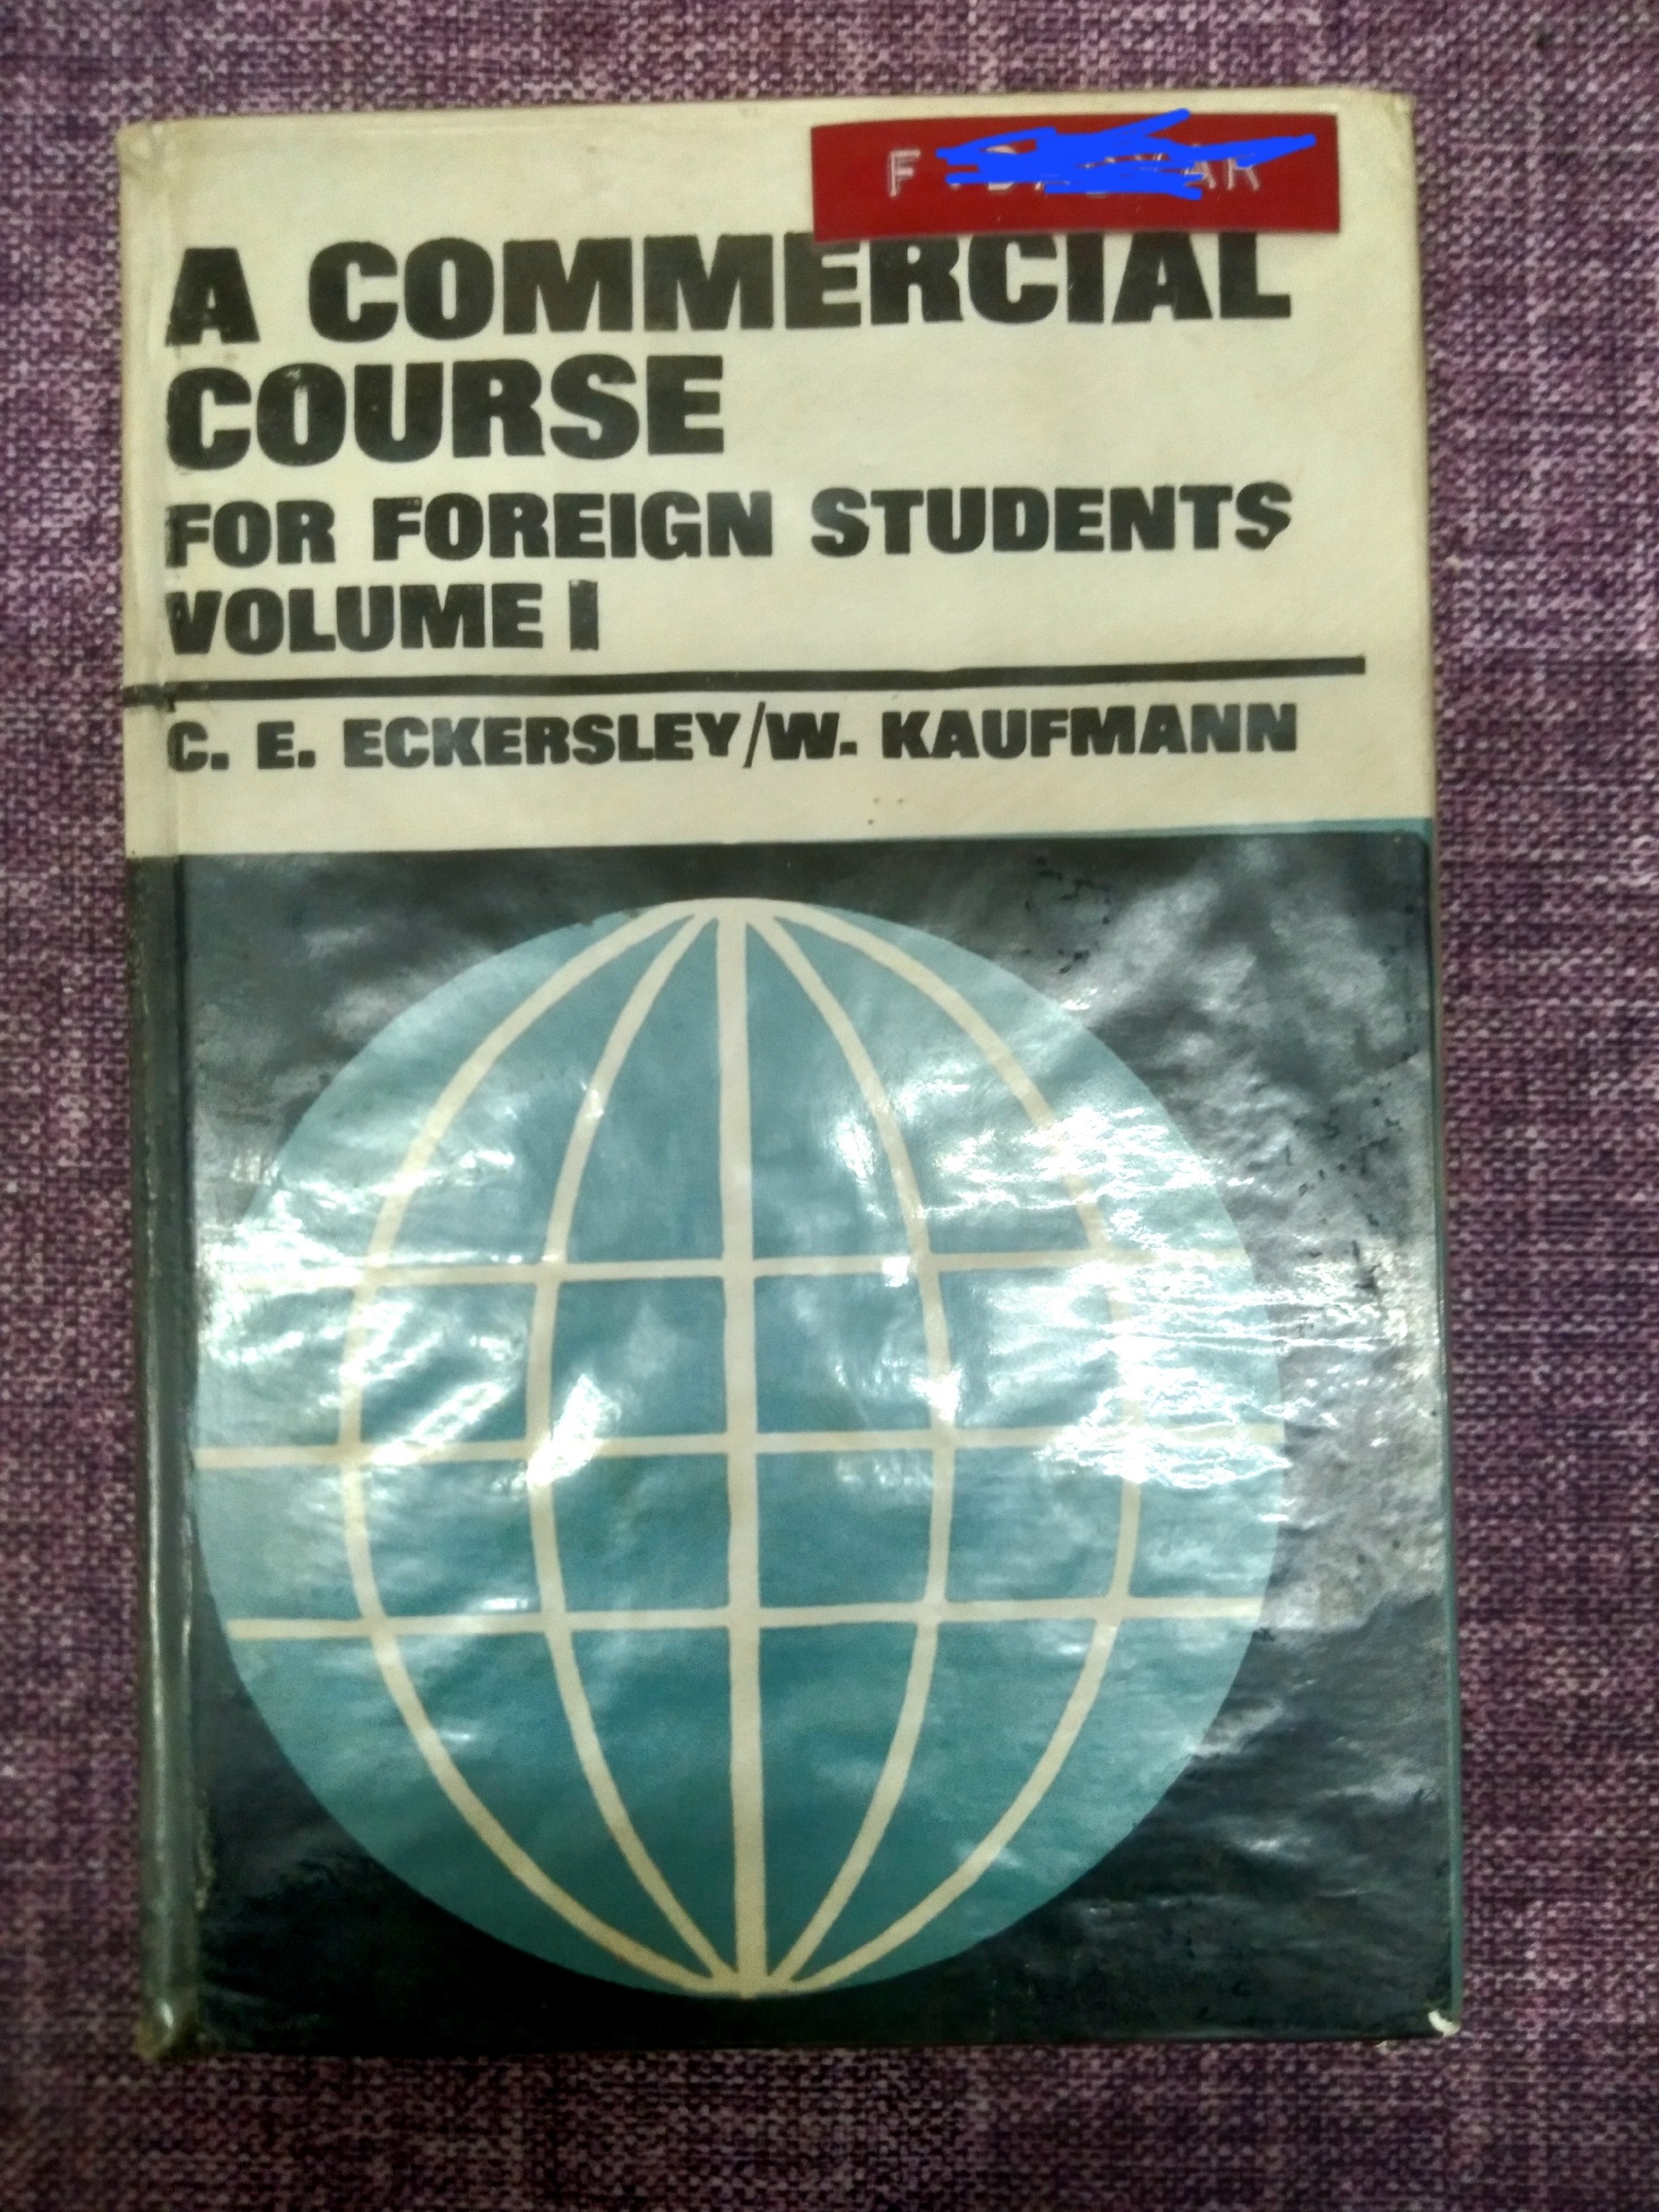 A COMMERCIAL
COURSE
FOR FOREIGN STUDENTS
VOLUME I
C. E. ECKERSLEY/W. KAUFMANN